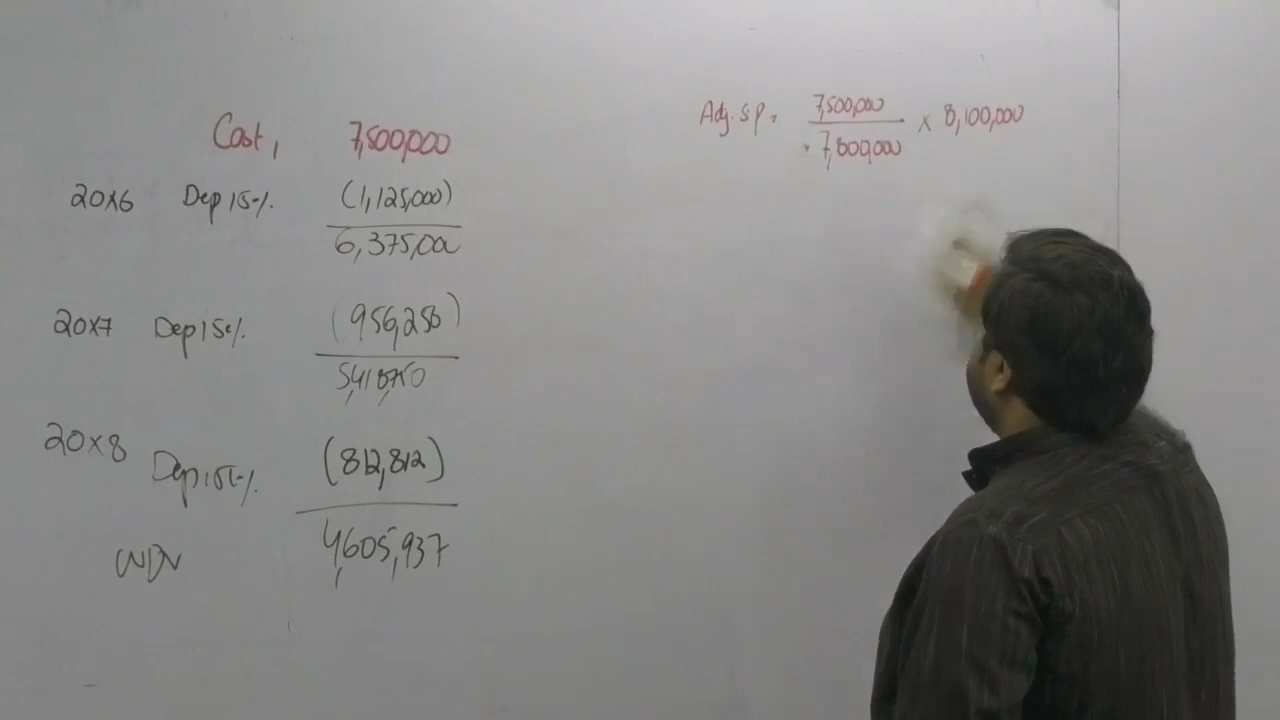 Cost, 7,500,000
20x6 Dep 15% (1,125,000)
6,375,000
20x7 Dep 15% (956,250)
5,418,750
20x8 Dep 15% (812,812)
WDV 4,605,937
Adj. S.P = 7,500,000 / 7,800,000 x 8,100,000